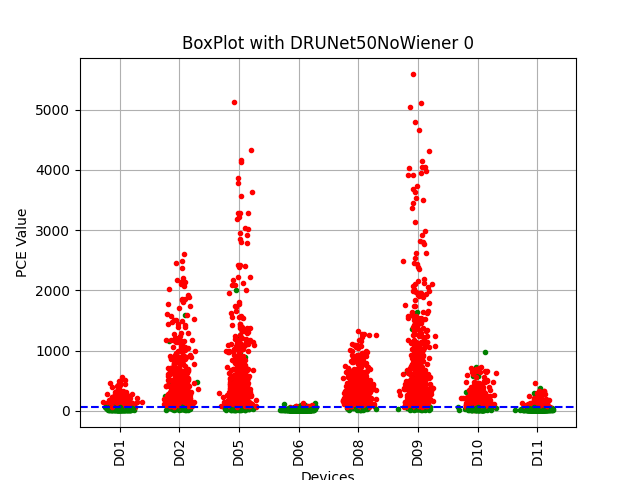 BoxPlot with DRUNet50NoWiener 0
PCE Value
5000
4000
3000
2000
1000
0
D01 D02 D05 D06 D08 D09 D10 D11
Devices